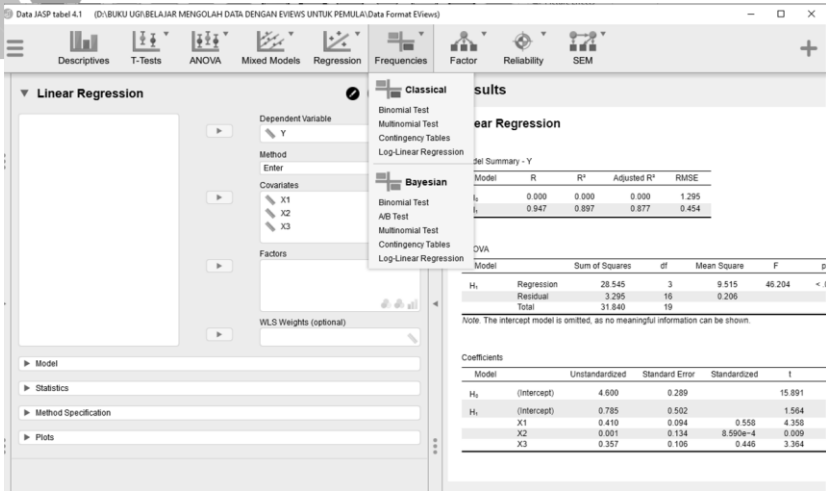 Data JASP tabel 4.1 (D:\BUKU UGI\BELAJAR MENGOLAH DATA DENGAN EVIEWS UNTUK PEMULA\Data Format EViews)
Descriptives T-Tests ANOVA Mixed Models Regression Frequencies Factor Reliability SEM
Linear Regression
Dependent Variable
Y
Method
Enter
Covariates
X1
X2
X3
Factors
WLS Weights (optional)
Model
Statistics
Method Specification
Plots
Classical
Binomial Test
Multinomial Test
Contingency Tables
Log-Linear Regression
Bayesian
Binomial Test
A/B Test
Multinomial Test
Contingency Tables
Log-Linear Regression
sults
ear Regression
del Summary - Y
Model R R² Adjusted R² RMSE
0.000 0.000 0.000 1.295
0.947 0.897 0.877 0.454
OVA
Model Sum of Squares df Mean Square F p
H₁ Regression 28.545 3 9.515 46.204 <
Residual 3.295 16 0.206
Total 31.840 19
Note. The intercept model is omitted, as no meaningful information can be shown.
Coefficients
Model Unstandardized Standard Error Standardized t
H₀ (Intercept) 4.600 0.289 15.891
H₁ (Intercept) 0.785 0.502 1.564
X1 0.410 0.094 0.558 4.358
X2 0.001 0.134 8.590e−4 0.009
X3 0.357 0.106 0.446 3.364